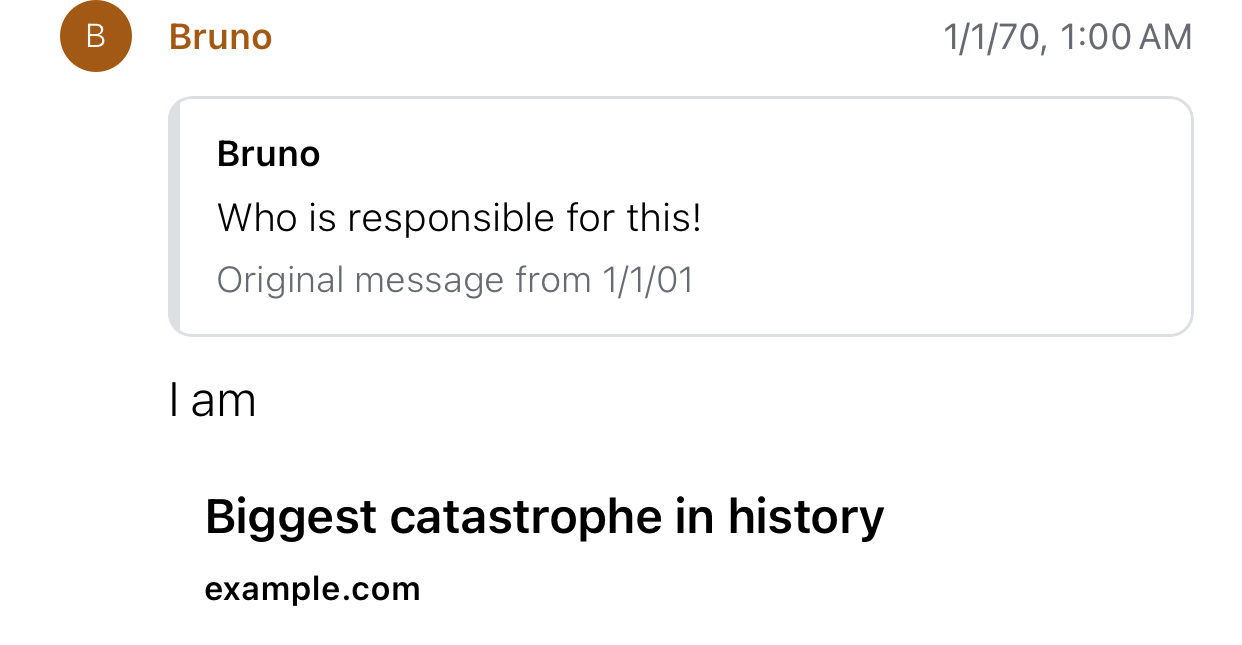 B
Bruno
1/1/70, 1:00 AM
Bruno
Who is responsible for this!
Original message from 1/1/01
I am
Biggest catastrophe in history
example.com